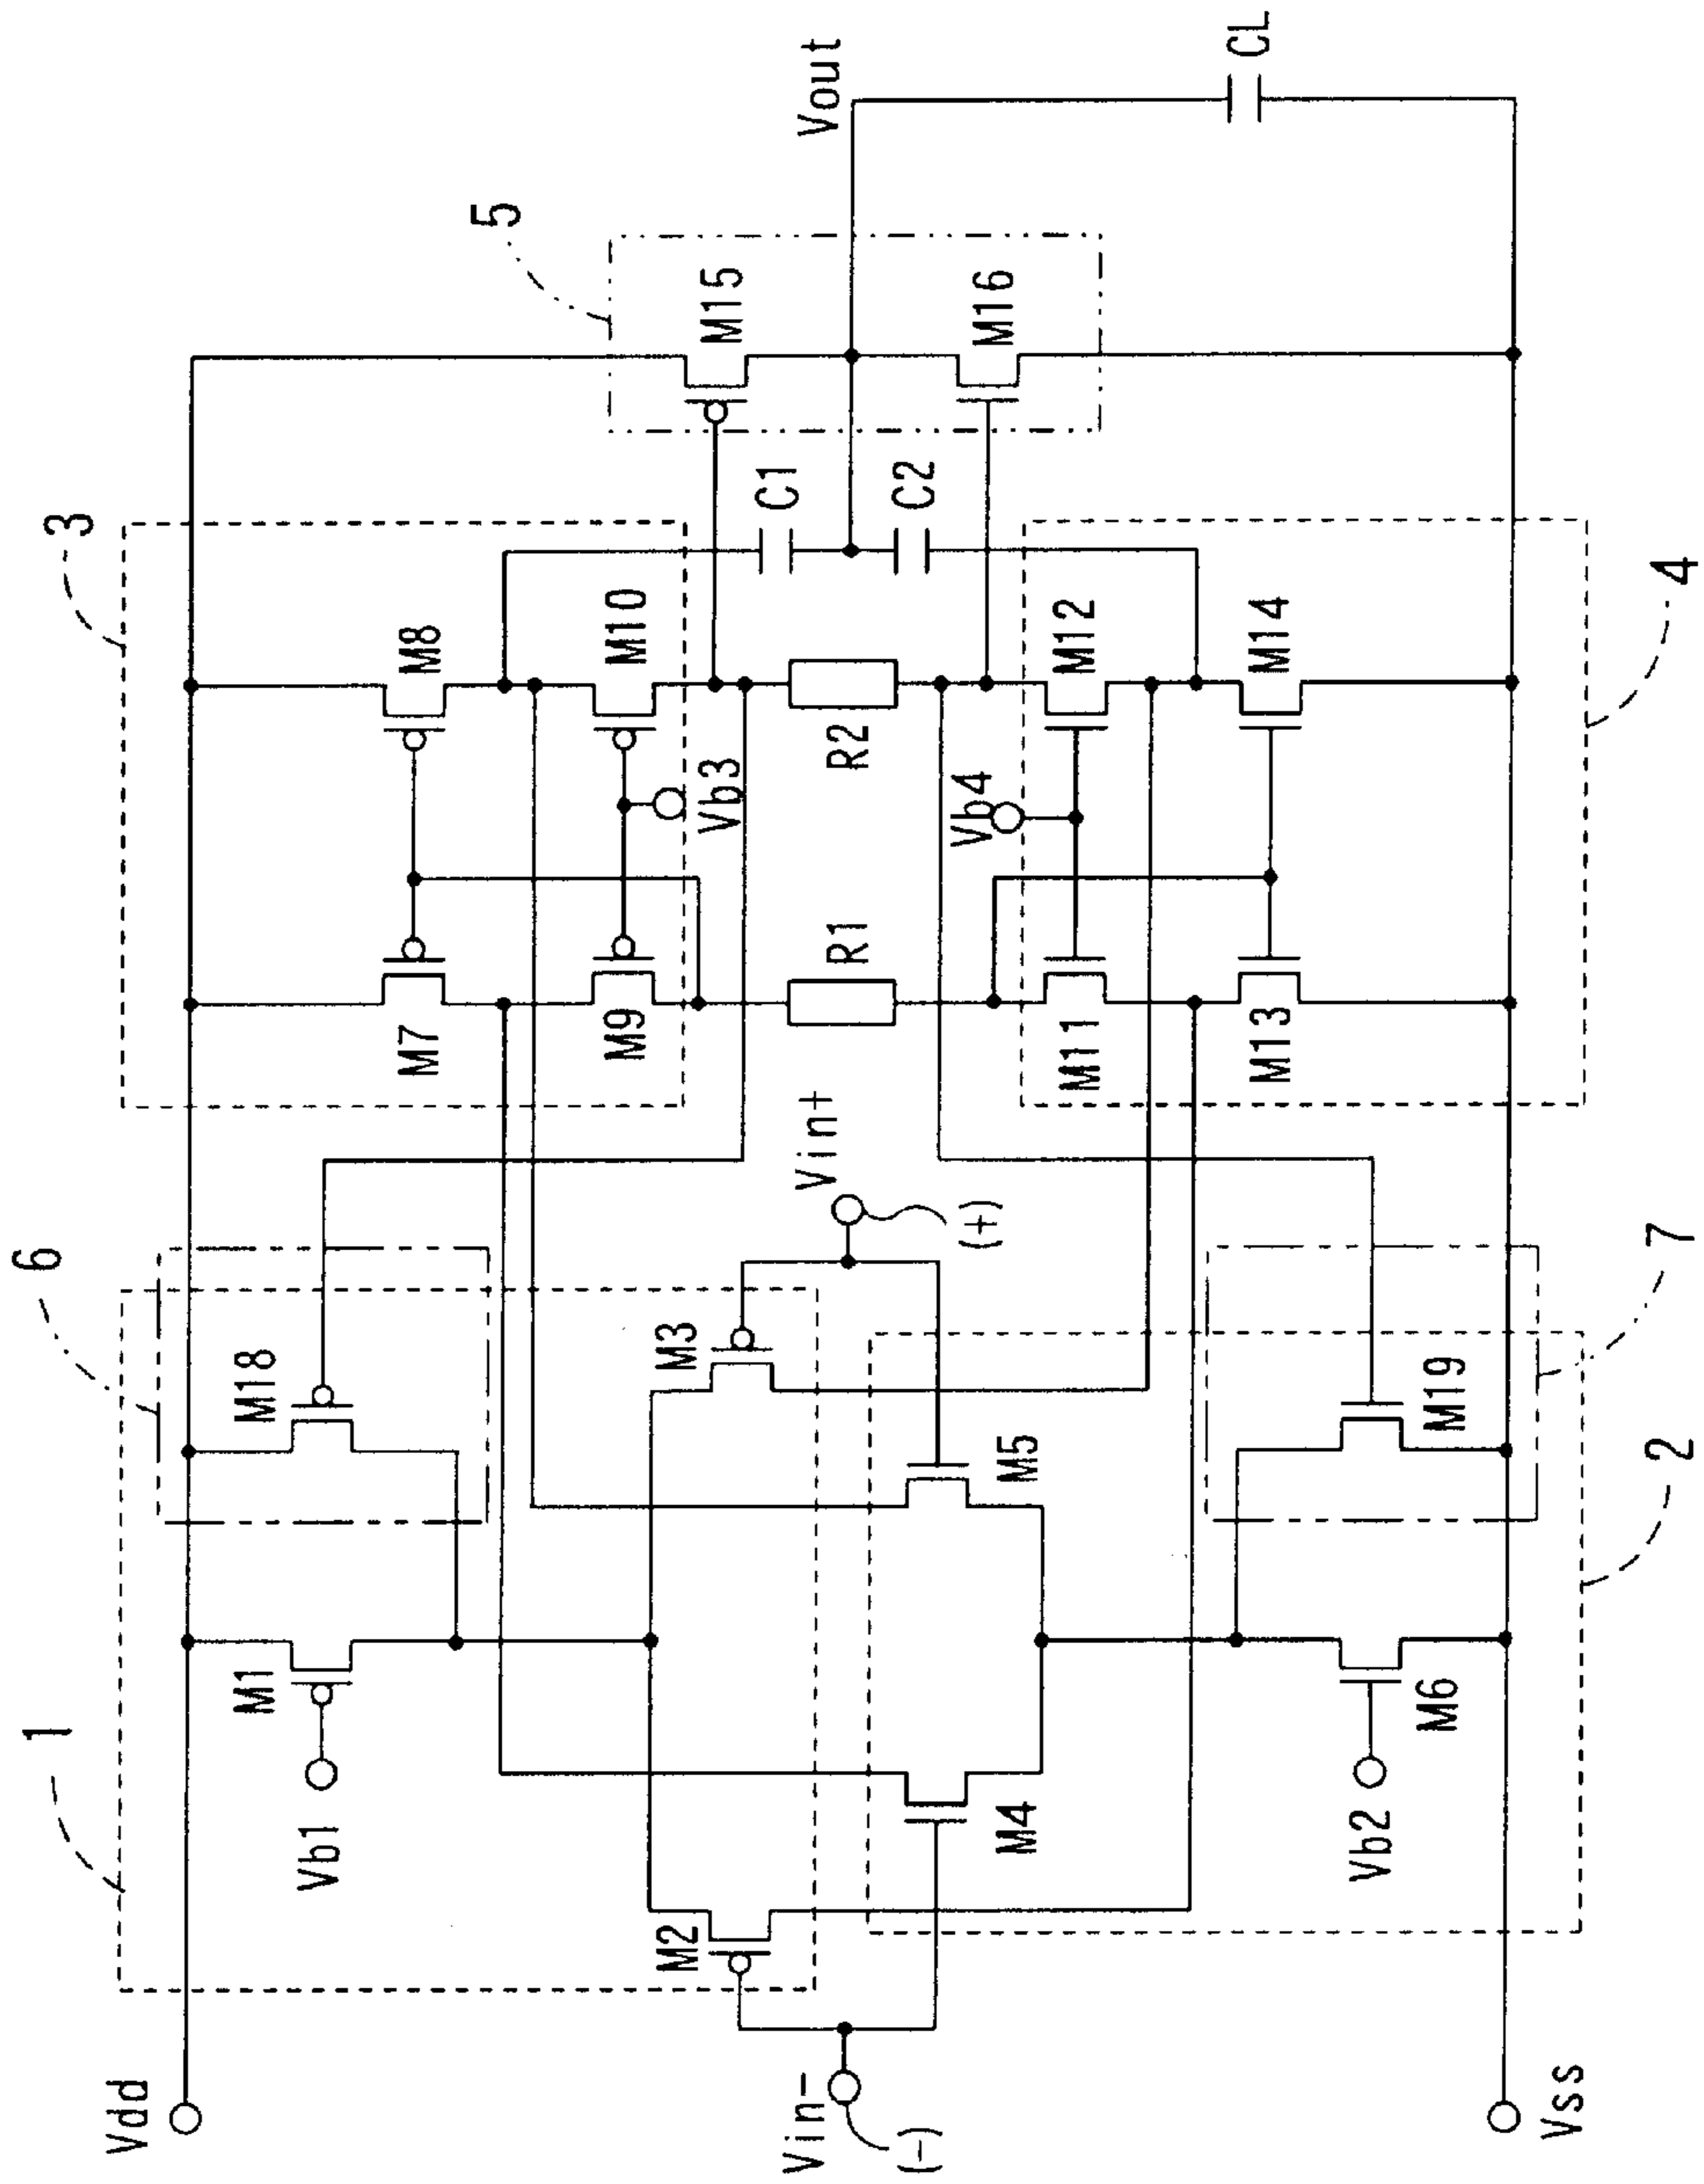 Vdd
Vin-
(-)
Vss
1
Vb1
M1
M2
M4
Vb2
M6
2
6
M18
M3
M5
M19
7
Vin+
(+)
3
M7
M8
M9
M10
Vb3
R1
R2
Vb4
M11
M12
M13
M14
4
C1
C2
5
M15
M16
Vout
CL